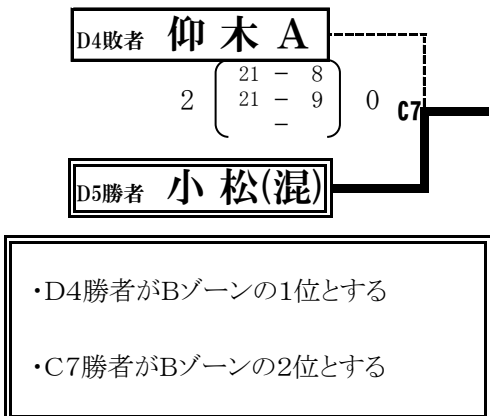 D4敗者 仰 木 A
21 − 8
2 21 − 9 0
−
C7
D5勝者 小 松(混)
・D4勝者がBゾーンの1位とする
・C7勝者がBゾーンの2位とする